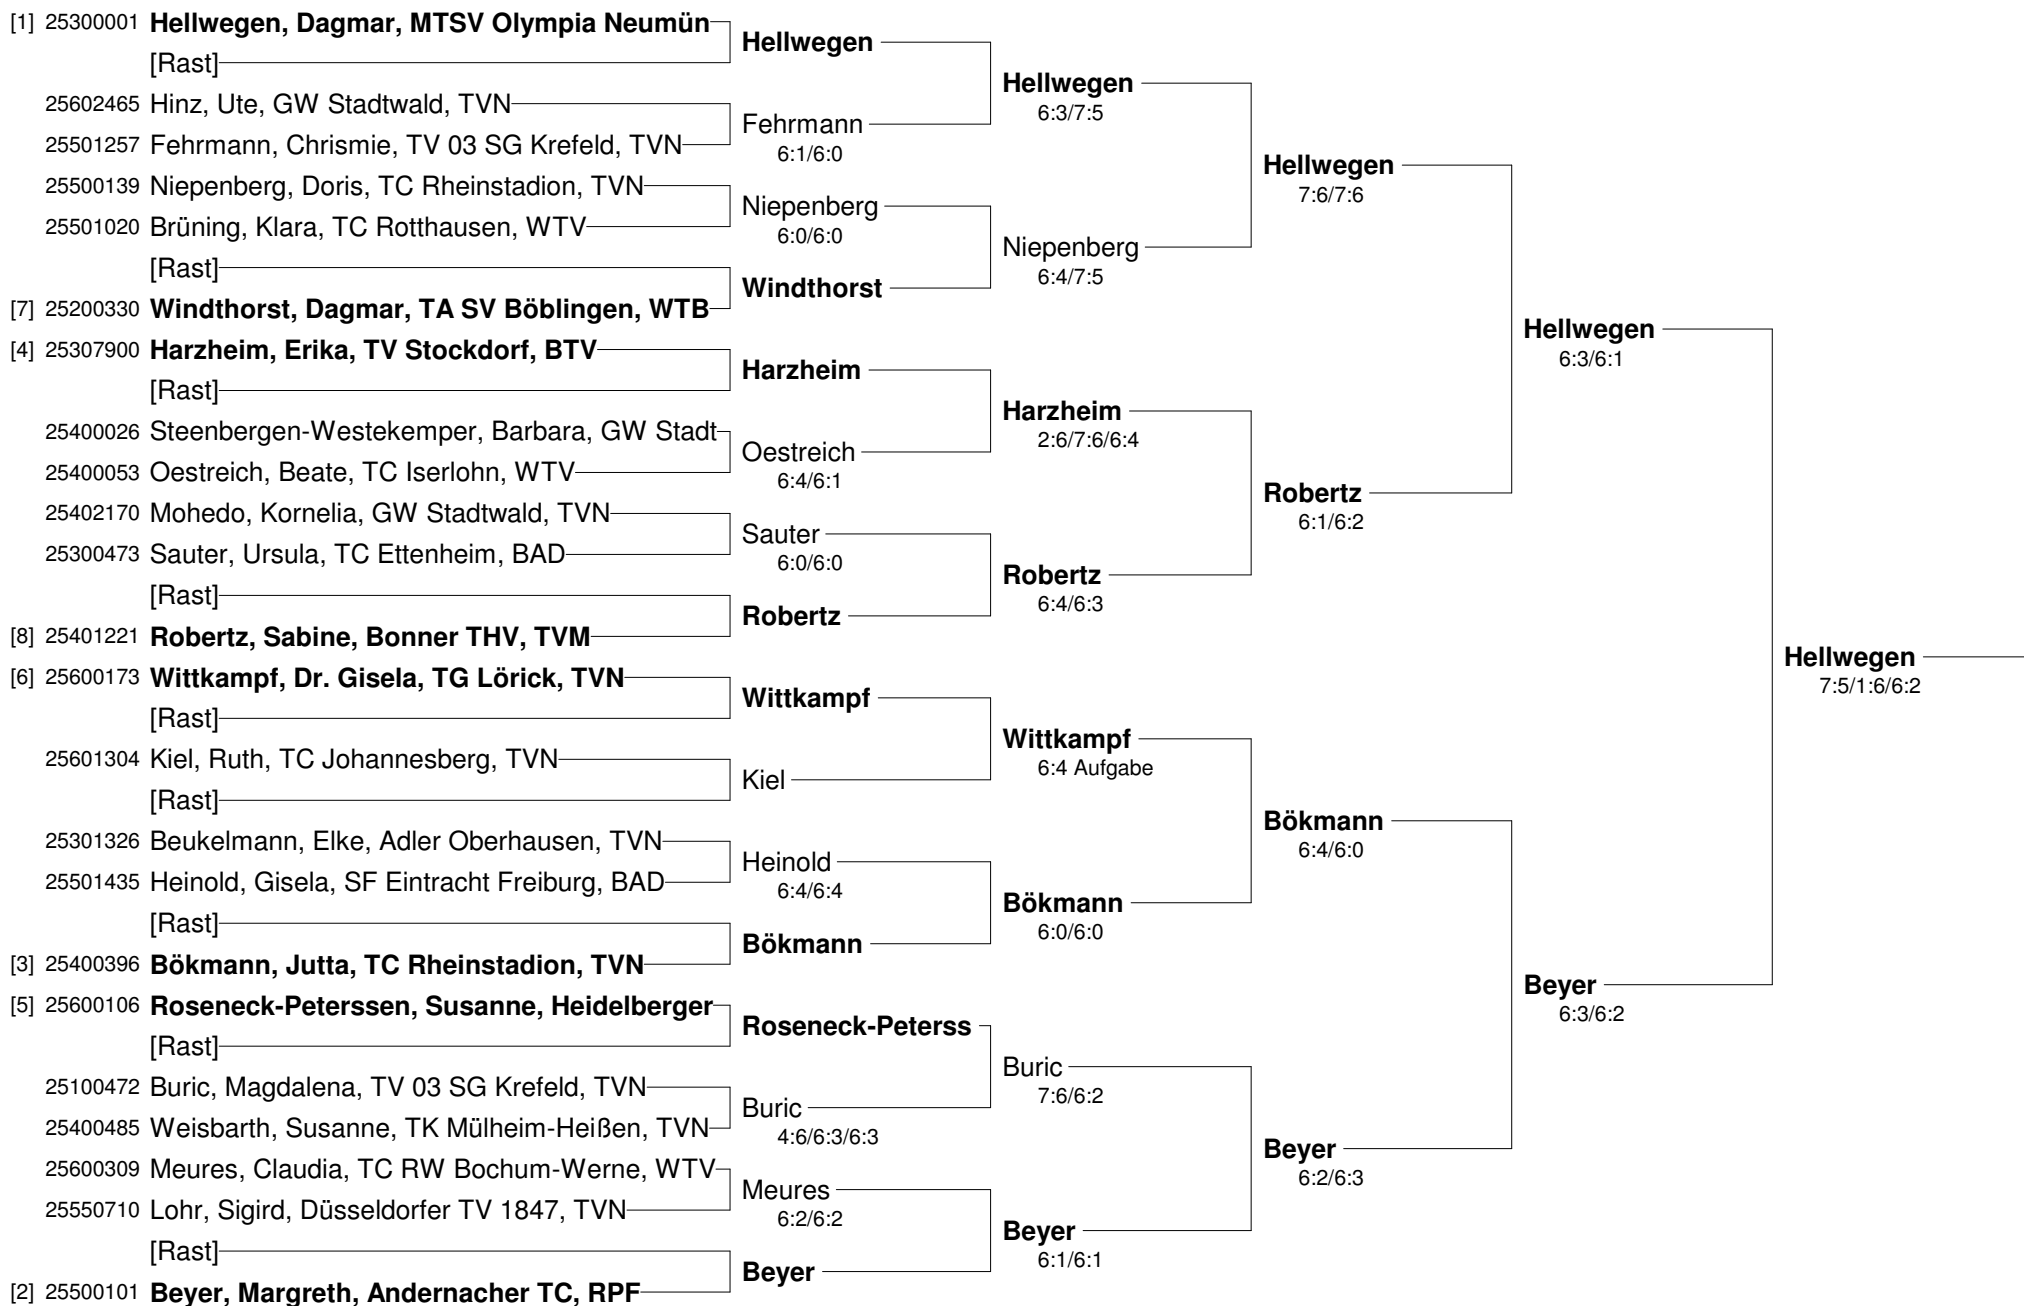 [1] 25300001 Hellwegen, Dagmar, MTSV Olympia Neumün
[Rast]
25602465 Hinz, Ute, GW Stadtwald, TVN
25501257 Fehrmann, Chrismie, TV 03 SG Krefeld, TVN
25500139 Niepenberg, Doris, TC Rheinstadion, TVN
25501020 Brüning, Klara, TC Rotthausen, WTV
[Rast]
[7] 25200330 Windthorst, Dagmar, TA SV Böblingen, WTB
[4] 25307900 Harzheim, Erika, TV Stockdorf, BTV
[Rast]
25400026 Steenbergen-Westekemper, Barbara, GW Stadt
25400053 Oestreich, Beate, TC Iserlohn, WTV
25402170 Mohedo, Kornelia, GW Stadtwald, TVN
25300473 Sauter, Ursula, TC Ettenheim, BAD
[Rast]
[8] 25401221 Robertz, Sabine, Bonner THV, TVM
[6] 25600173 Wittkampf, Dr. Gisela, TG Lörick, TVN
[Rast]
25601304 Kiel, Ruth, TC Johannesberg, TVN
[Rast]
25301326 Beukelmann, Elke, Adler Oberhausen, TVN
25501435 Heinold, Gisela, SF Eintracht Freiburg, BAD
[Rast]
[3] 25400396 Bökmann, Jutta, TC Rheinstadion, TVN
[5] 25600106 Roseneck-Peterssen, Susanne, Heidelberger
[Rast]
25100472 Buric, Magdalena, TV 03 SG Krefeld, TVN
25400485 Weisbarth, Susanne, TK Mülheim-Heißen, TVN
25600309 Meures, Claudia, TC RW Bochum-Werne, WTV
25550710 Lohr, Sigird, Düsseldorfer TV 1847, TVN
[Rast]
[2] 25500101 Beyer, Margreth, Andernacher TC, RPF
Hellwegen
Fehrmann
6:1/6:0
Niepenberg
6:0/6:0
Windthorst
Harzheim
Oestreich
6:4/6:1
Sauter
6:0/6:0
Robertz
Wittkampf
Kiel
Heinold
6:4/6:4
Bökmann
Roseneck-Peterss
Buric
4:6/6:3/6:3
Meures
6:2/6:2
Beyer
Hellwegen
6:3/7:5
Niepenberg
6:4/7:5
Harzheim
2:6/7:6/6:4
Robertz
6:4/6:3
Wittkampf
6:4 Aufgabe
Bökmann
6:0/6:0
Buric
7:6/6:2
Beyer
6:1/6:1
Hellwegen
7:6/7:6
Robertz
6:1/6:2
Bökmann
6:4/6:0
Beyer
6:2/6:3
Hellwegen
6:3/6:1
Beyer
6:3/6:2
Hellwegen
7:5/1:6/6:2